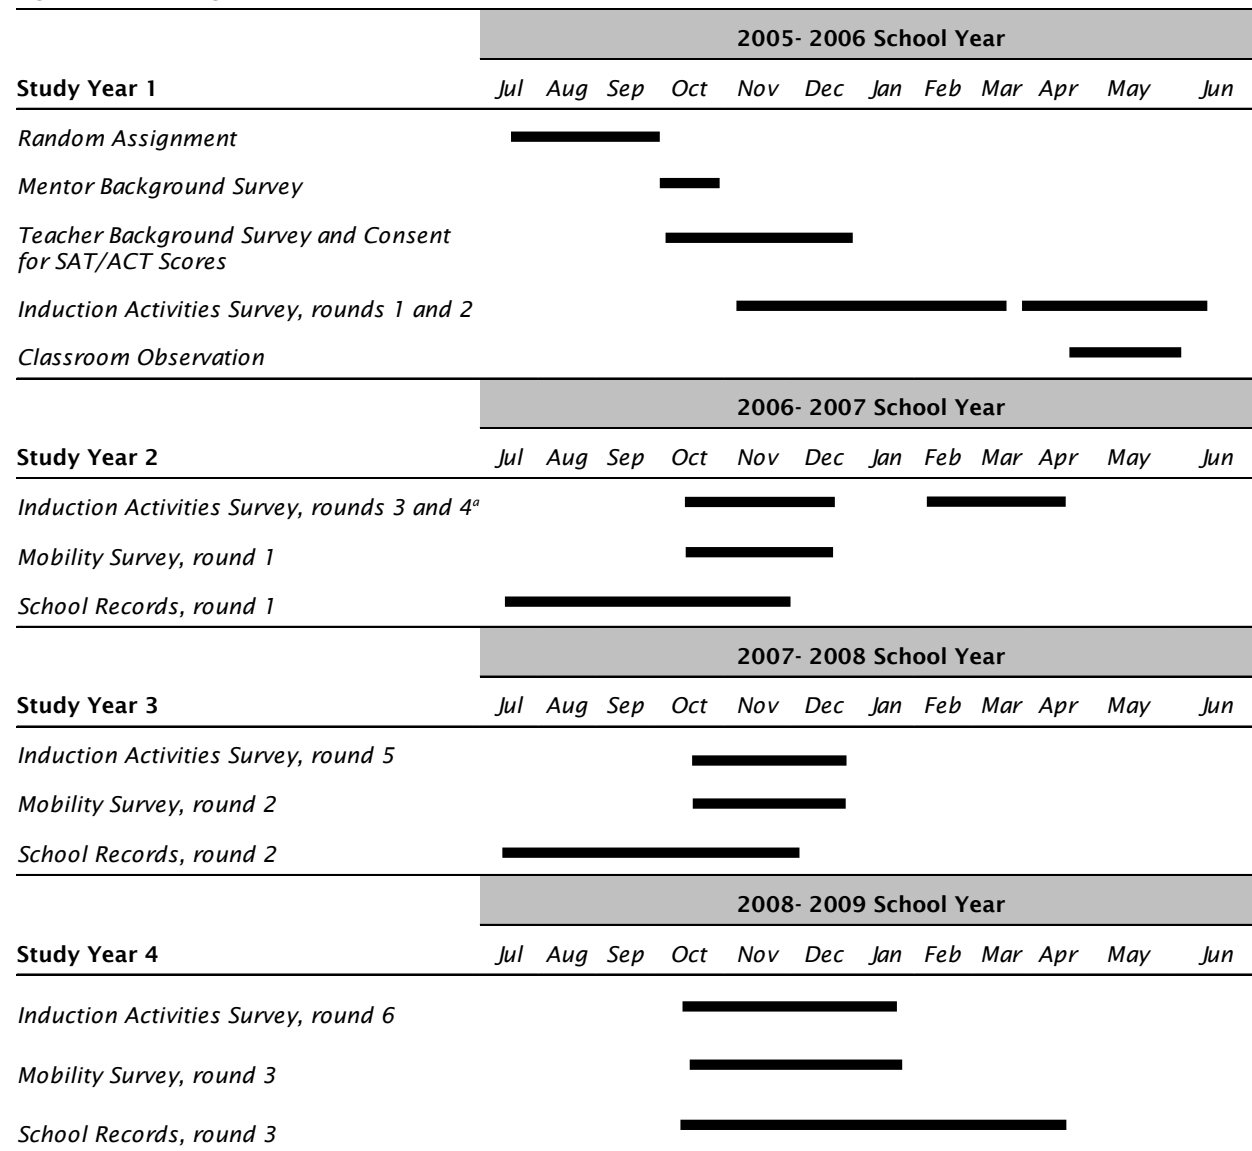 2005- 2006 School Year
Study Year 1 Jul Aug Sep Oct Nov Dec Jan Feb Mar Apr May Jun
Random Assignment
Mentor Background Survey
Teacher Background Survey and Consent
for SAT/ACT Scores
Induction Activities Survey, rounds 1 and 2
Classroom Observation
2006- 2007 School Year
Study Year 2 Jul Aug Sep Oct Nov Dec Jan Feb Mar Apr May Jun
Induction Activities Survey, rounds 3 and 4a
Mobility Survey, round 1
School Records, round 1
2007- 2008 School Year
Study Year 3 Jul Aug Sep Oct Nov Dec Jan Feb Mar Apr May Jun
Induction Activities Survey, round 5
Mobility Survey, round 2
School Records, round 2
2008- 2009 School Year
Study Year 4 Jul Aug Sep Oct Nov Dec Jan Feb Mar Apr May Jun
Induction Activities Survey, round 6
Mobility Survey, round 3
School Records, round 3